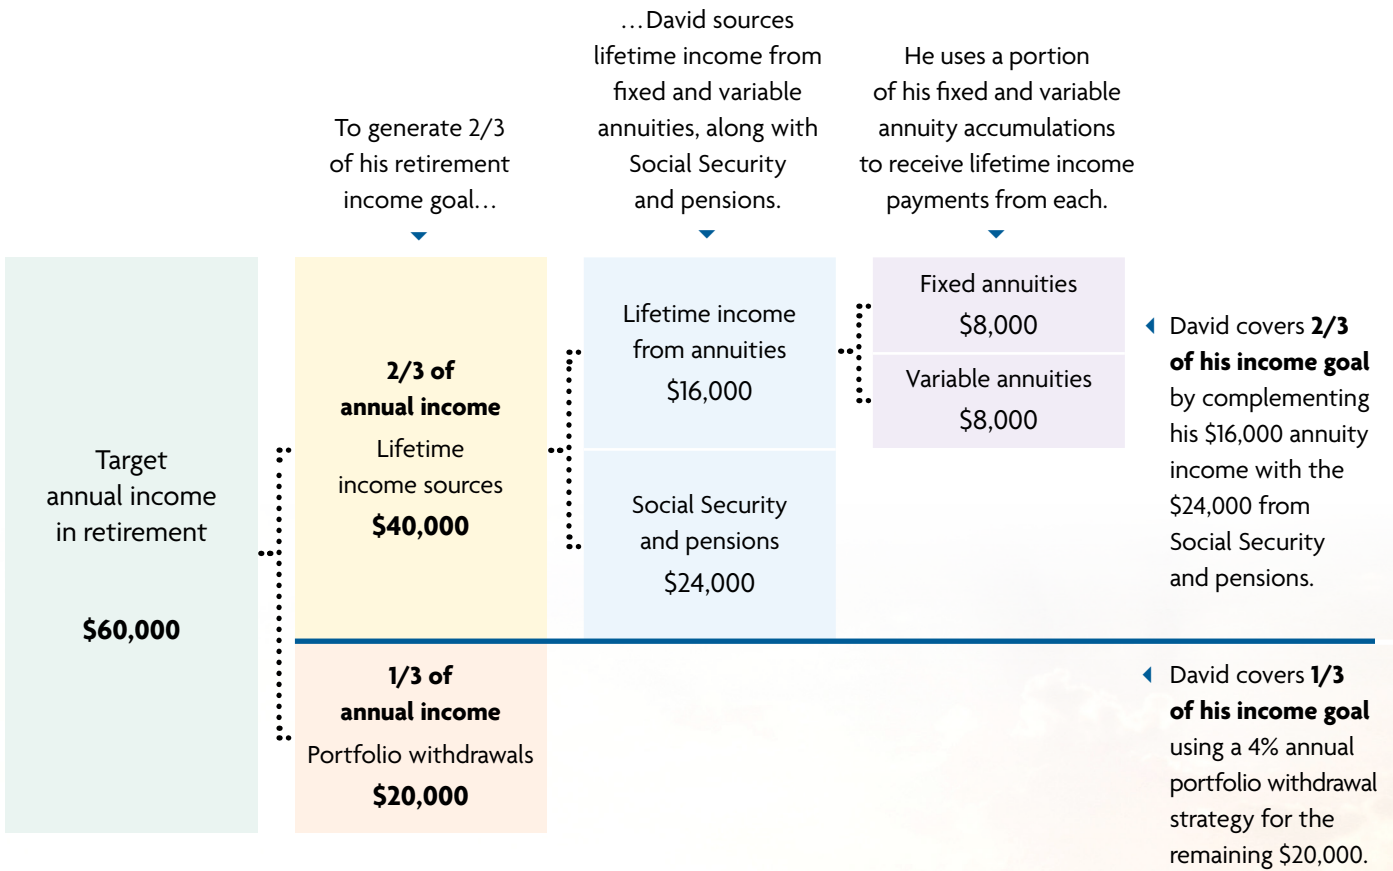 To generate 2/3
of his retirement
income goal…
…David sources
lifetime income from
fixed and variable
annuities, along with
Social Security
and pensions.
He uses a portion
of his fixed and variable
annuity accumulations
to receive lifetime income
payments from each.
Target
annual income
in retirement
$60,000
2/3 of
annual income
Lifetime
income sources
$40,000
Lifetime income
from annuities
$16,000
Social Security
and pensions
$24,000
Fixed annuities
$8,000
Variable annuities
$8,000
David covers 2/3
of his income goal
by complementing
his $16,000 annuity
income with the
$24,000 from
Social Security
and pensions.
1/3 of
annual income
Portfolio withdrawals
$20,000
David covers 1/3
of his income goal
using a 4% annual
portfolio withdrawal
strategy for the
remaining $20,000.